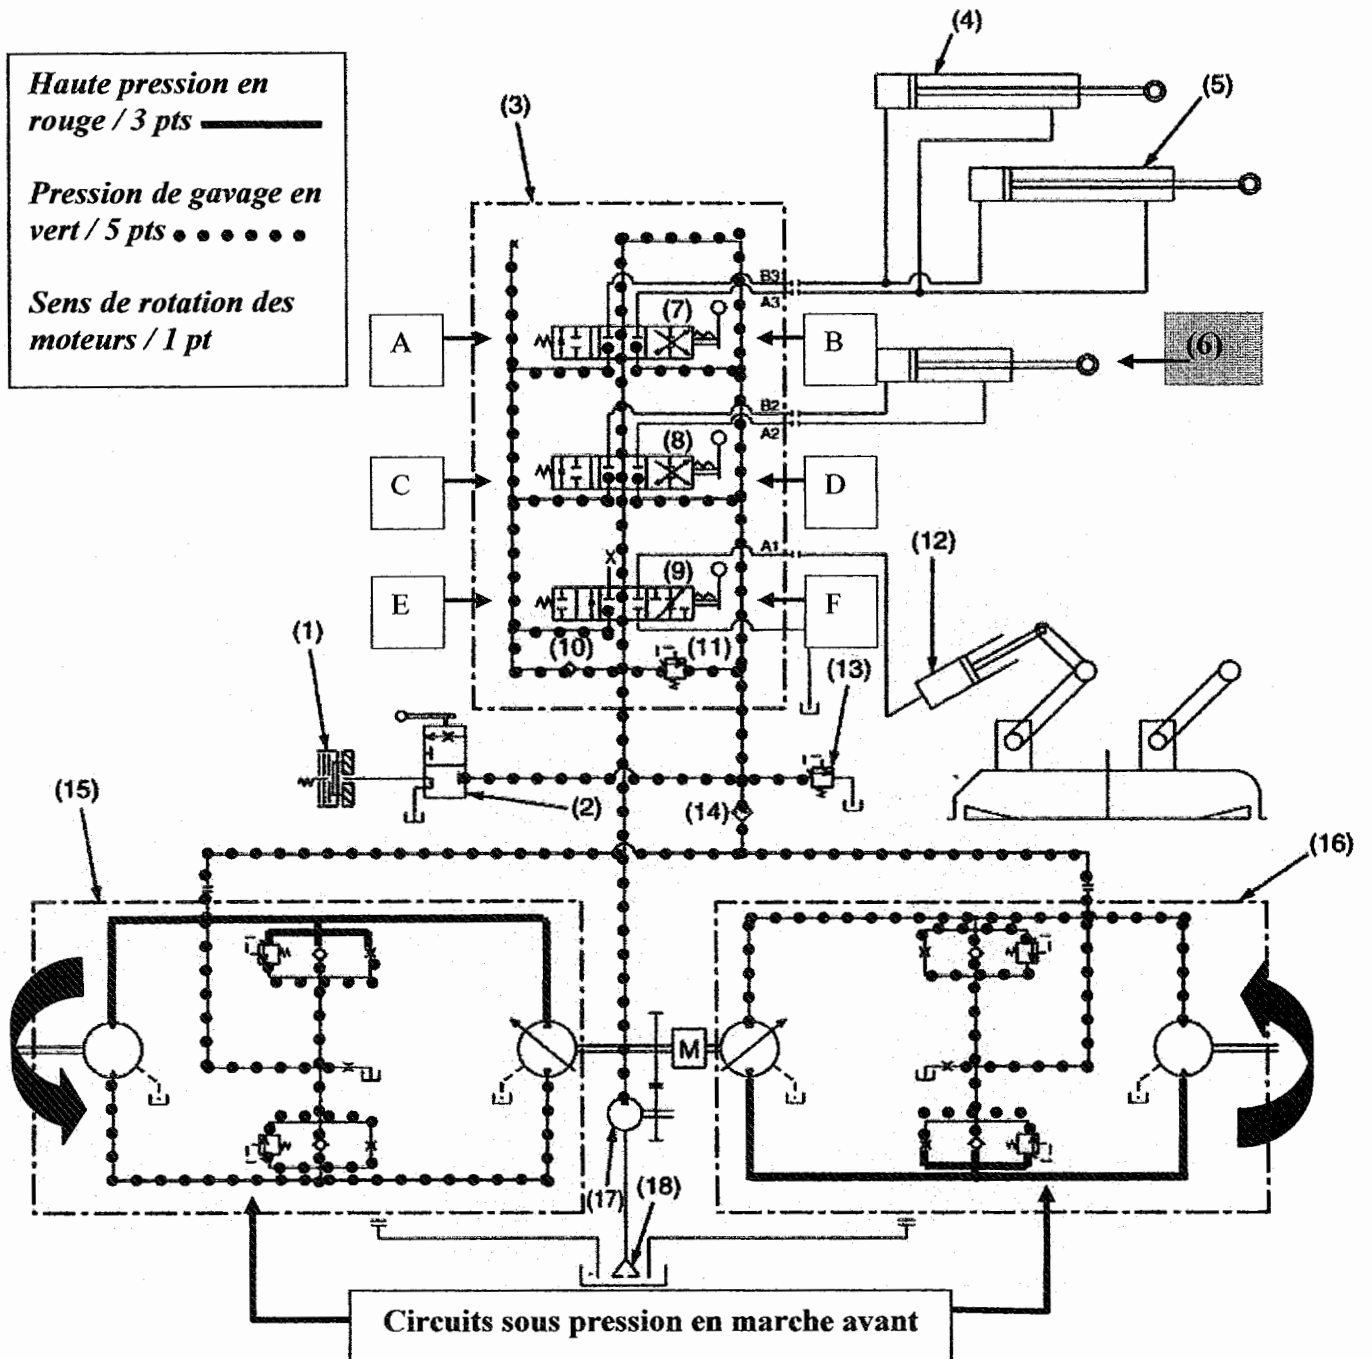 Haute pression en
rouge / 3 pts
Pression de gavage en
vert / 5 pts
Sens de rotation des
moteurs / 1 pt
(4)
(5)
(3)
B3
A3
(7)
A
B
(6)
B2
A2
(8)
C
D
A1
(9)
(12)
E
F
(1)
(10)
(11)
(13)
(15)
(2)
(14)
(16)
M
(17)
(18)
Circuits sous pression en marche avant